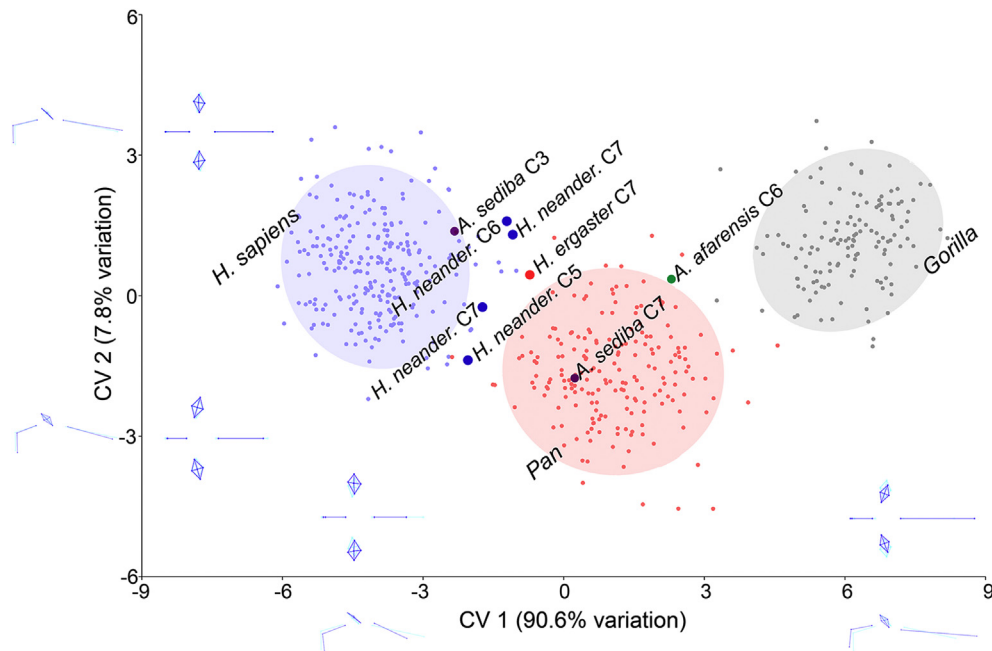 6
3
0
-3
-6
CV 2 (7.8% variation)
H. sapiens
A. sediba C3
H. neander. C7
H. neander. C6
H. ergaster C7
A. afarensis C6
Gorilla
H. neander. C7
H. neander. C5
A. sediba C7
Pan
-9
-6
-3
0
3
6
9
CV 1 (90.6% variation)